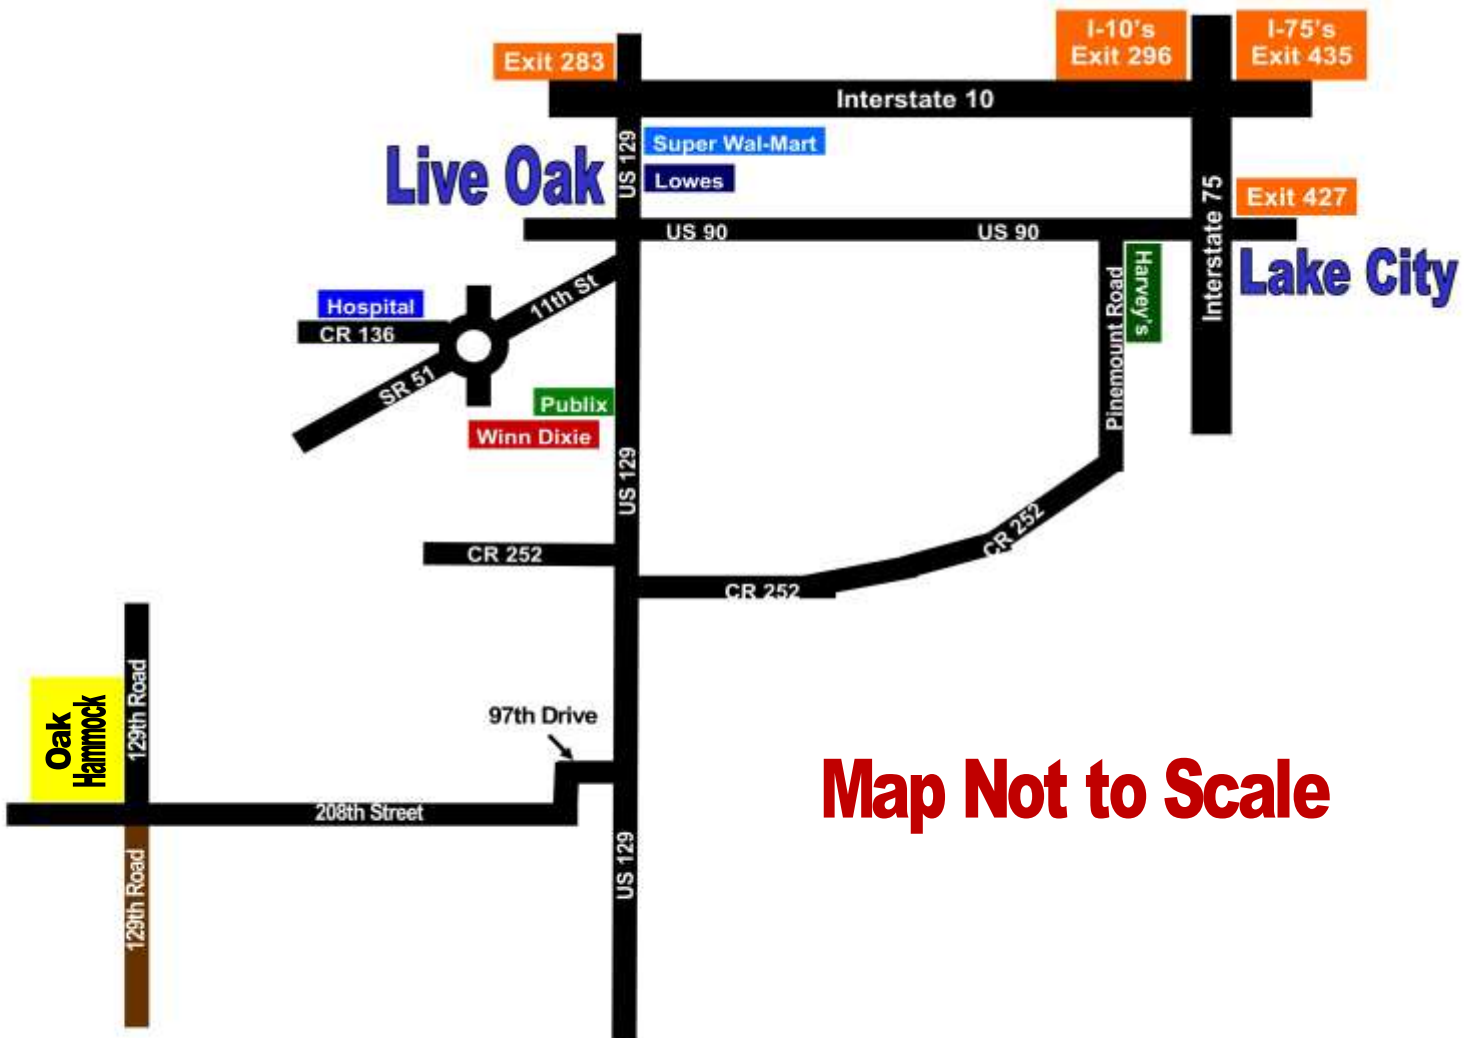 I-10's
Exit 296
I-75's
Exit 435
Exit 283
Interstate 10
US 129
Super Wal-Mart
Live Oak
Lowes
Interstate 75
Exit 427
US 90
US 90
Lake City
Harvey's
Pinemount Road
11th St
Hospital
CR 136
SR 51
Publix
Winn Dixie
US 129
CR 252
CR 252
CR 252
129th Road
Oak
Hammock
97th Drive
Map Not to Scale
208th Street
US 129
129th Road